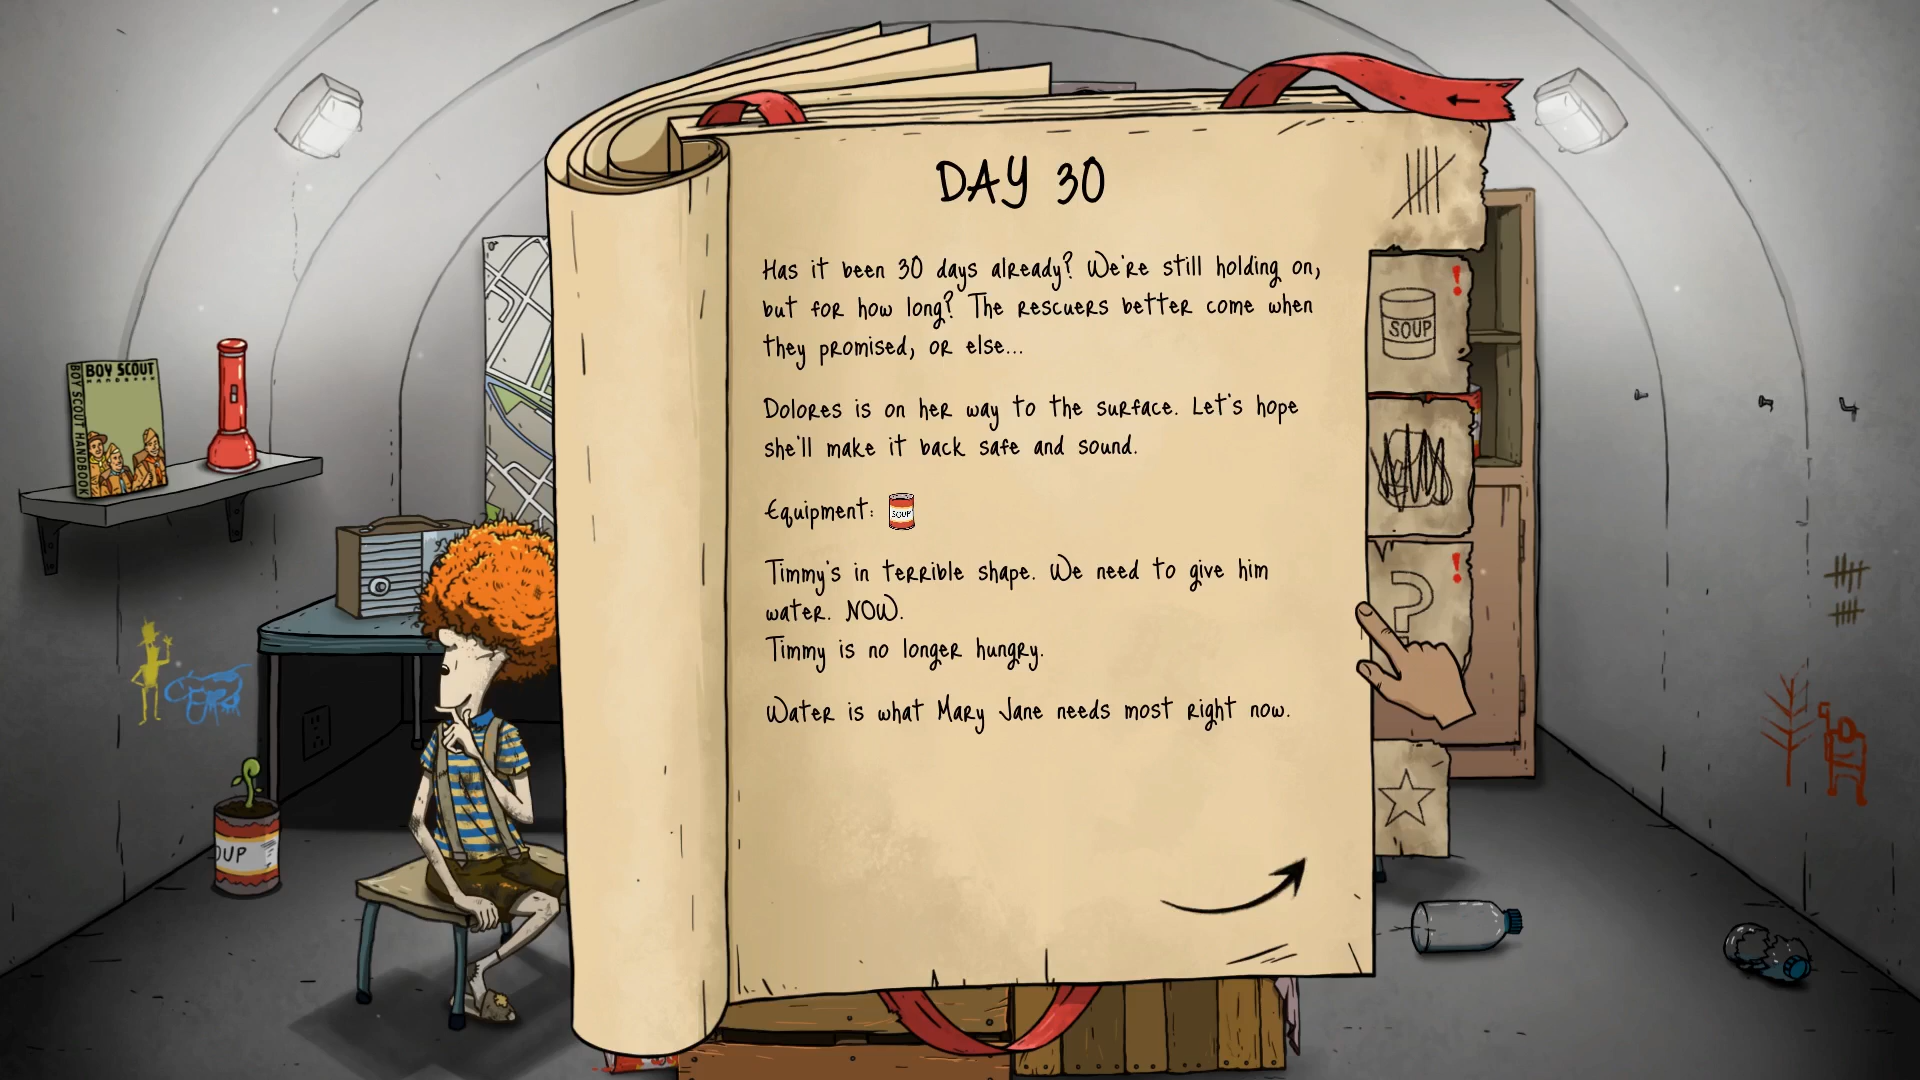 DAY 30
Has it been 30 days already? We're still holding on,
but for how long? The rescuers better come when
they promised, or else...
Dolores is on her way to the surface. Let's hope
she'll make it back safe and sound.
Equipment: SOUP
Timmy's in terrible shape. We need to give him
water. NOW.
Timmy is no longer hungry.
Water is what Mary Jane needs most right now.
!
SOUP
!
?
BOY SCOUT
HANDBOOK
BOY SCOUT HANDBOOK
OUP